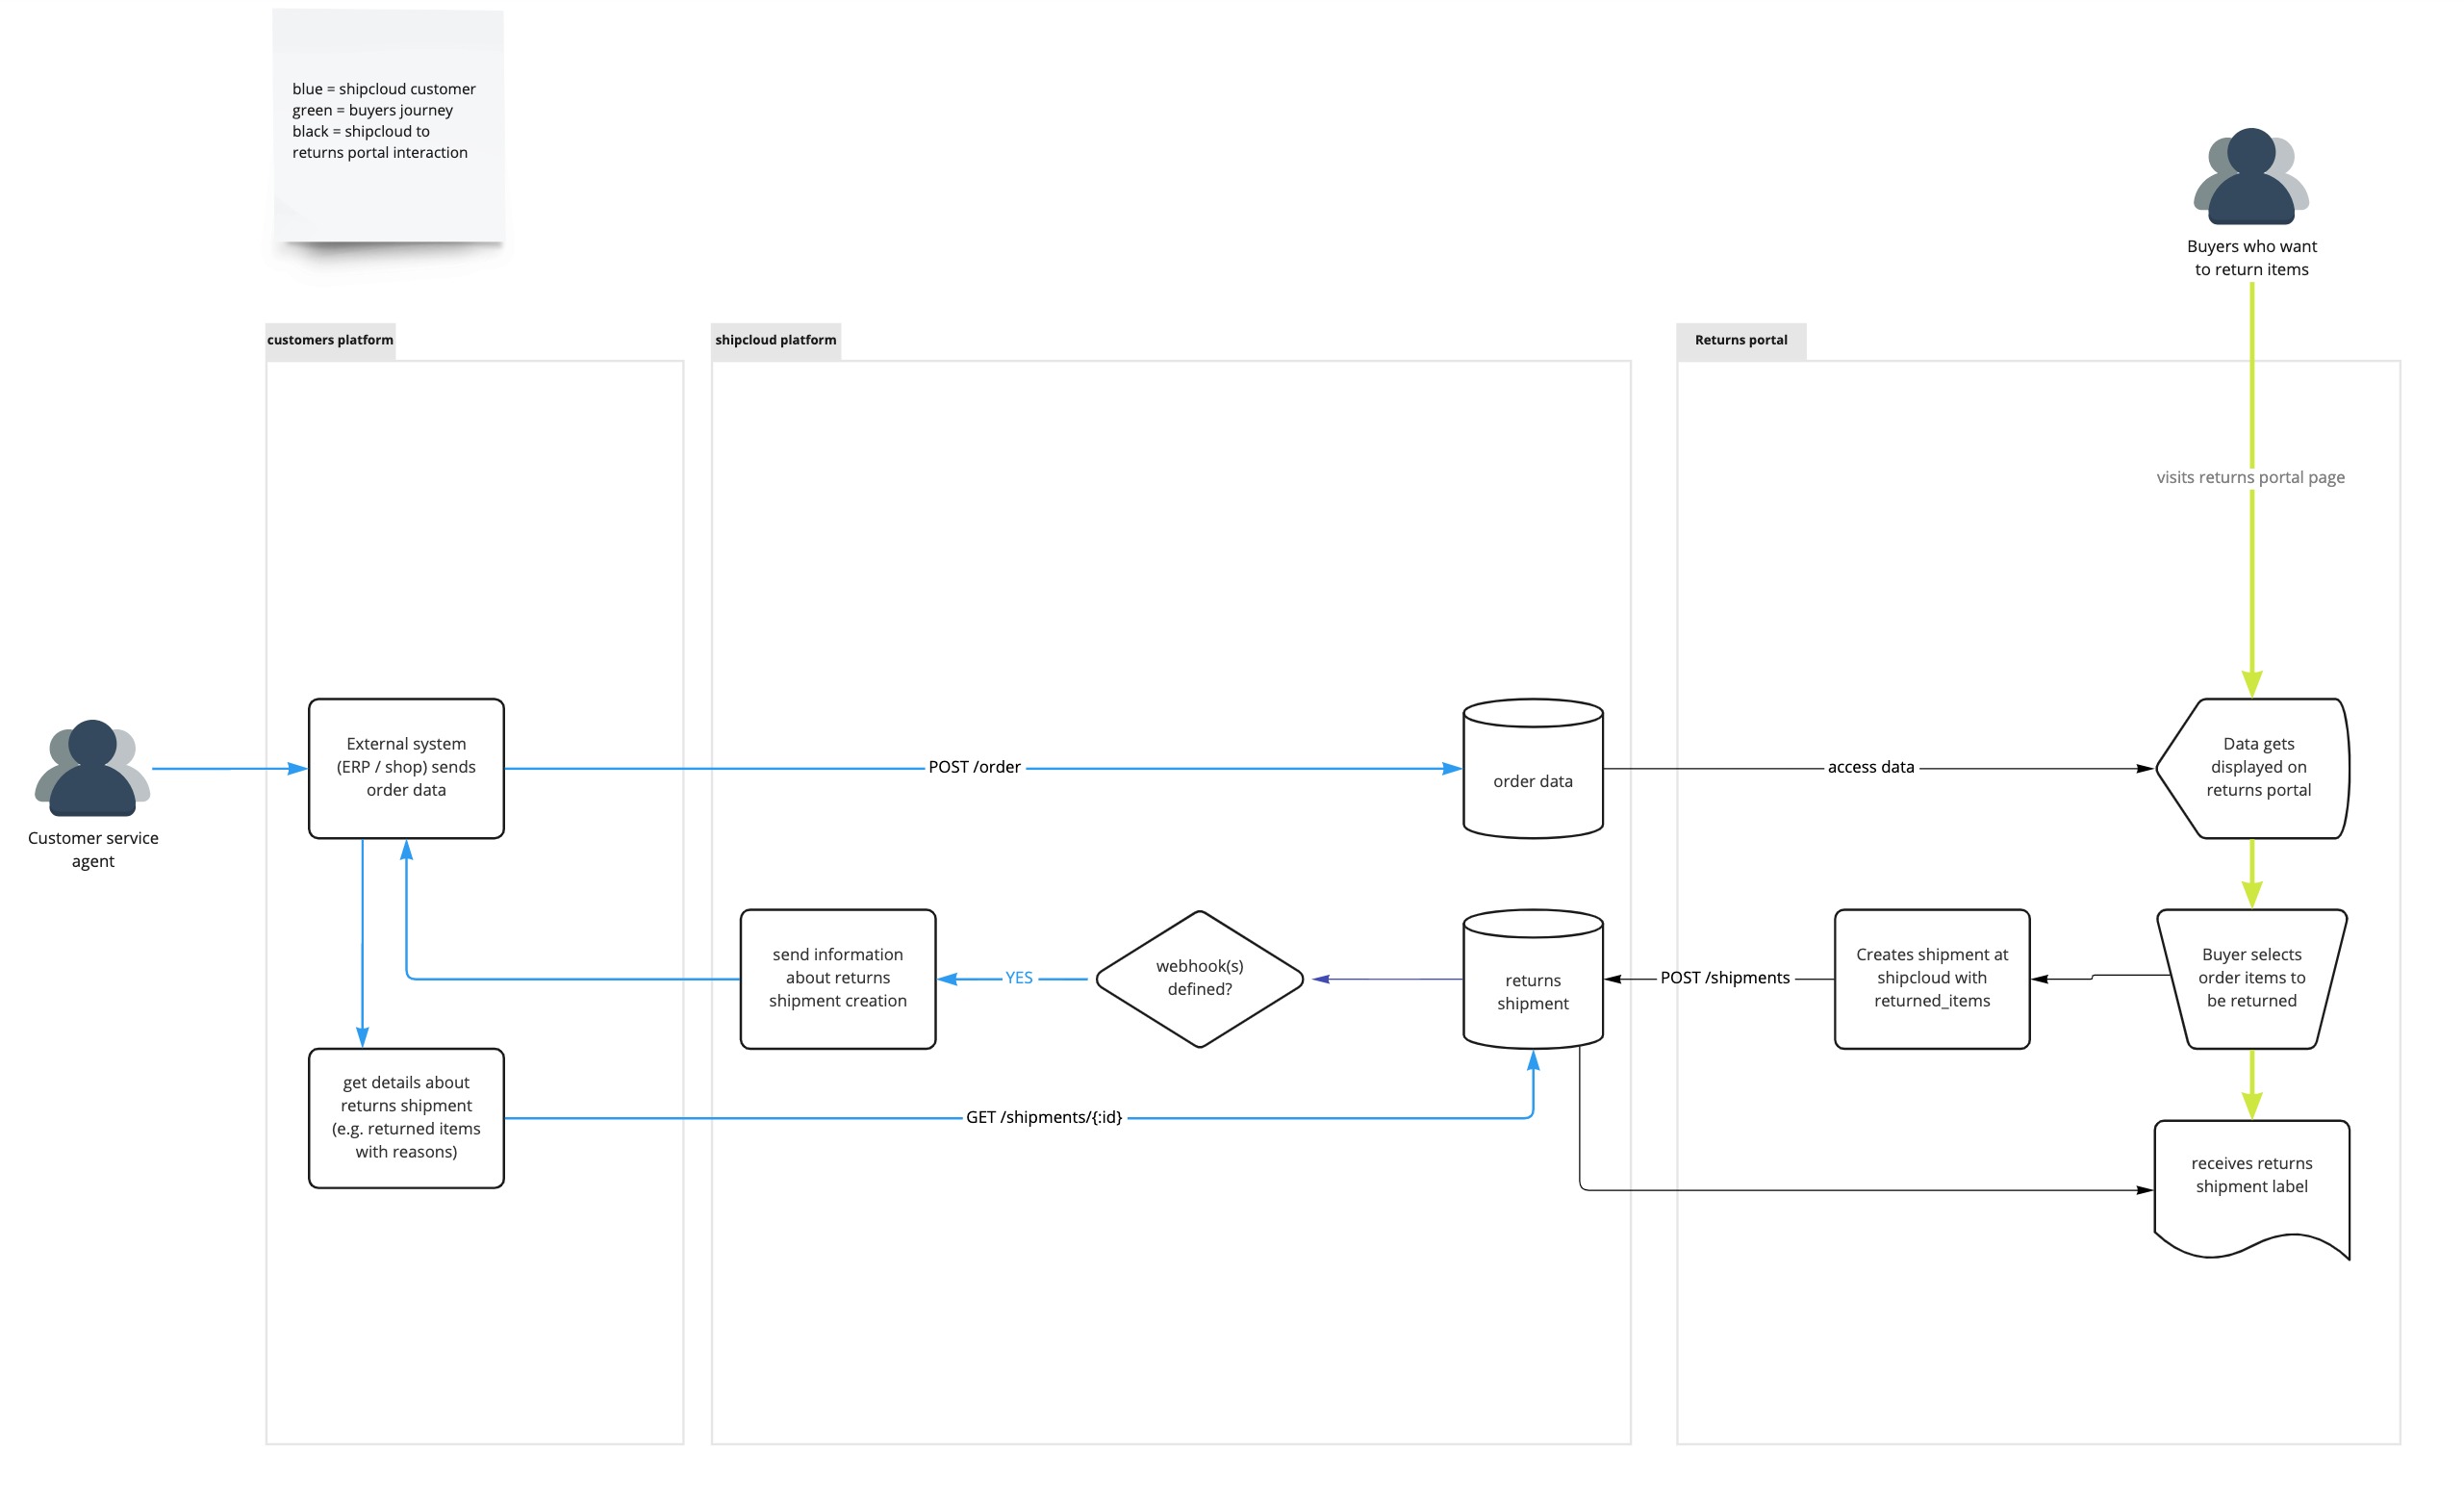 blue = shipcloud customer
green = buyers journey
black = shipcloud to
returns portal interaction
Buyers who want
to return items
customers platform
shipcloud platform
Returns portal
visits returns portal page
Customer service
agent
External system
(ERP / shop) sends
order data
POST /order
order data
access data
Data gets
displayed on
returns portal
send information
about returns
shipment creation
YES
webhook(s)
defined?
returns
shipment
POST /shipments
Creates shipment at
shipcloud with
returned_items
Buyer selects
order items to
be returned
get details about
returns shipment
(e.g. returned items
with reasons)
GET /shipments/{:id}
receives returns
shipment label